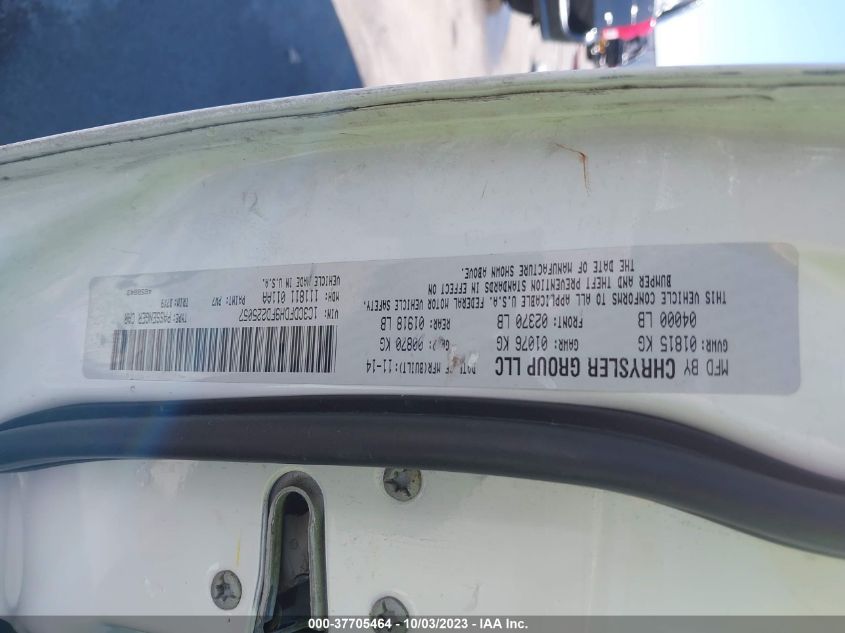 MFD BY CHRYSLER GROUP LLC DATE OF MFR(BUILT): 11-14
GVWR: 01815 KG GAWR: 01076 KG 00870 KG
04000 LB FRONT: 02370 LB REAR: 01918 LB
THIS VEHICLE CONFORMS TO ALL APPLICABLE U.S.A. FEDERAL MOTOR VEHICLE SAFETY,
BUMPER AND THEFT PREVENTION STANDARDS IN EFFECT ON
THE DATE OF MANUFACTURE SHOWN ABOVE.
VIN: 1C3CDFDH9FD225057 TYPE: PASSENGER CAR
MDH: 111811 011AA PAINT: PW7
VEHICLE MADE IN U.S.A.
000-37705464 - 10/03/2023 - IAA Inc.